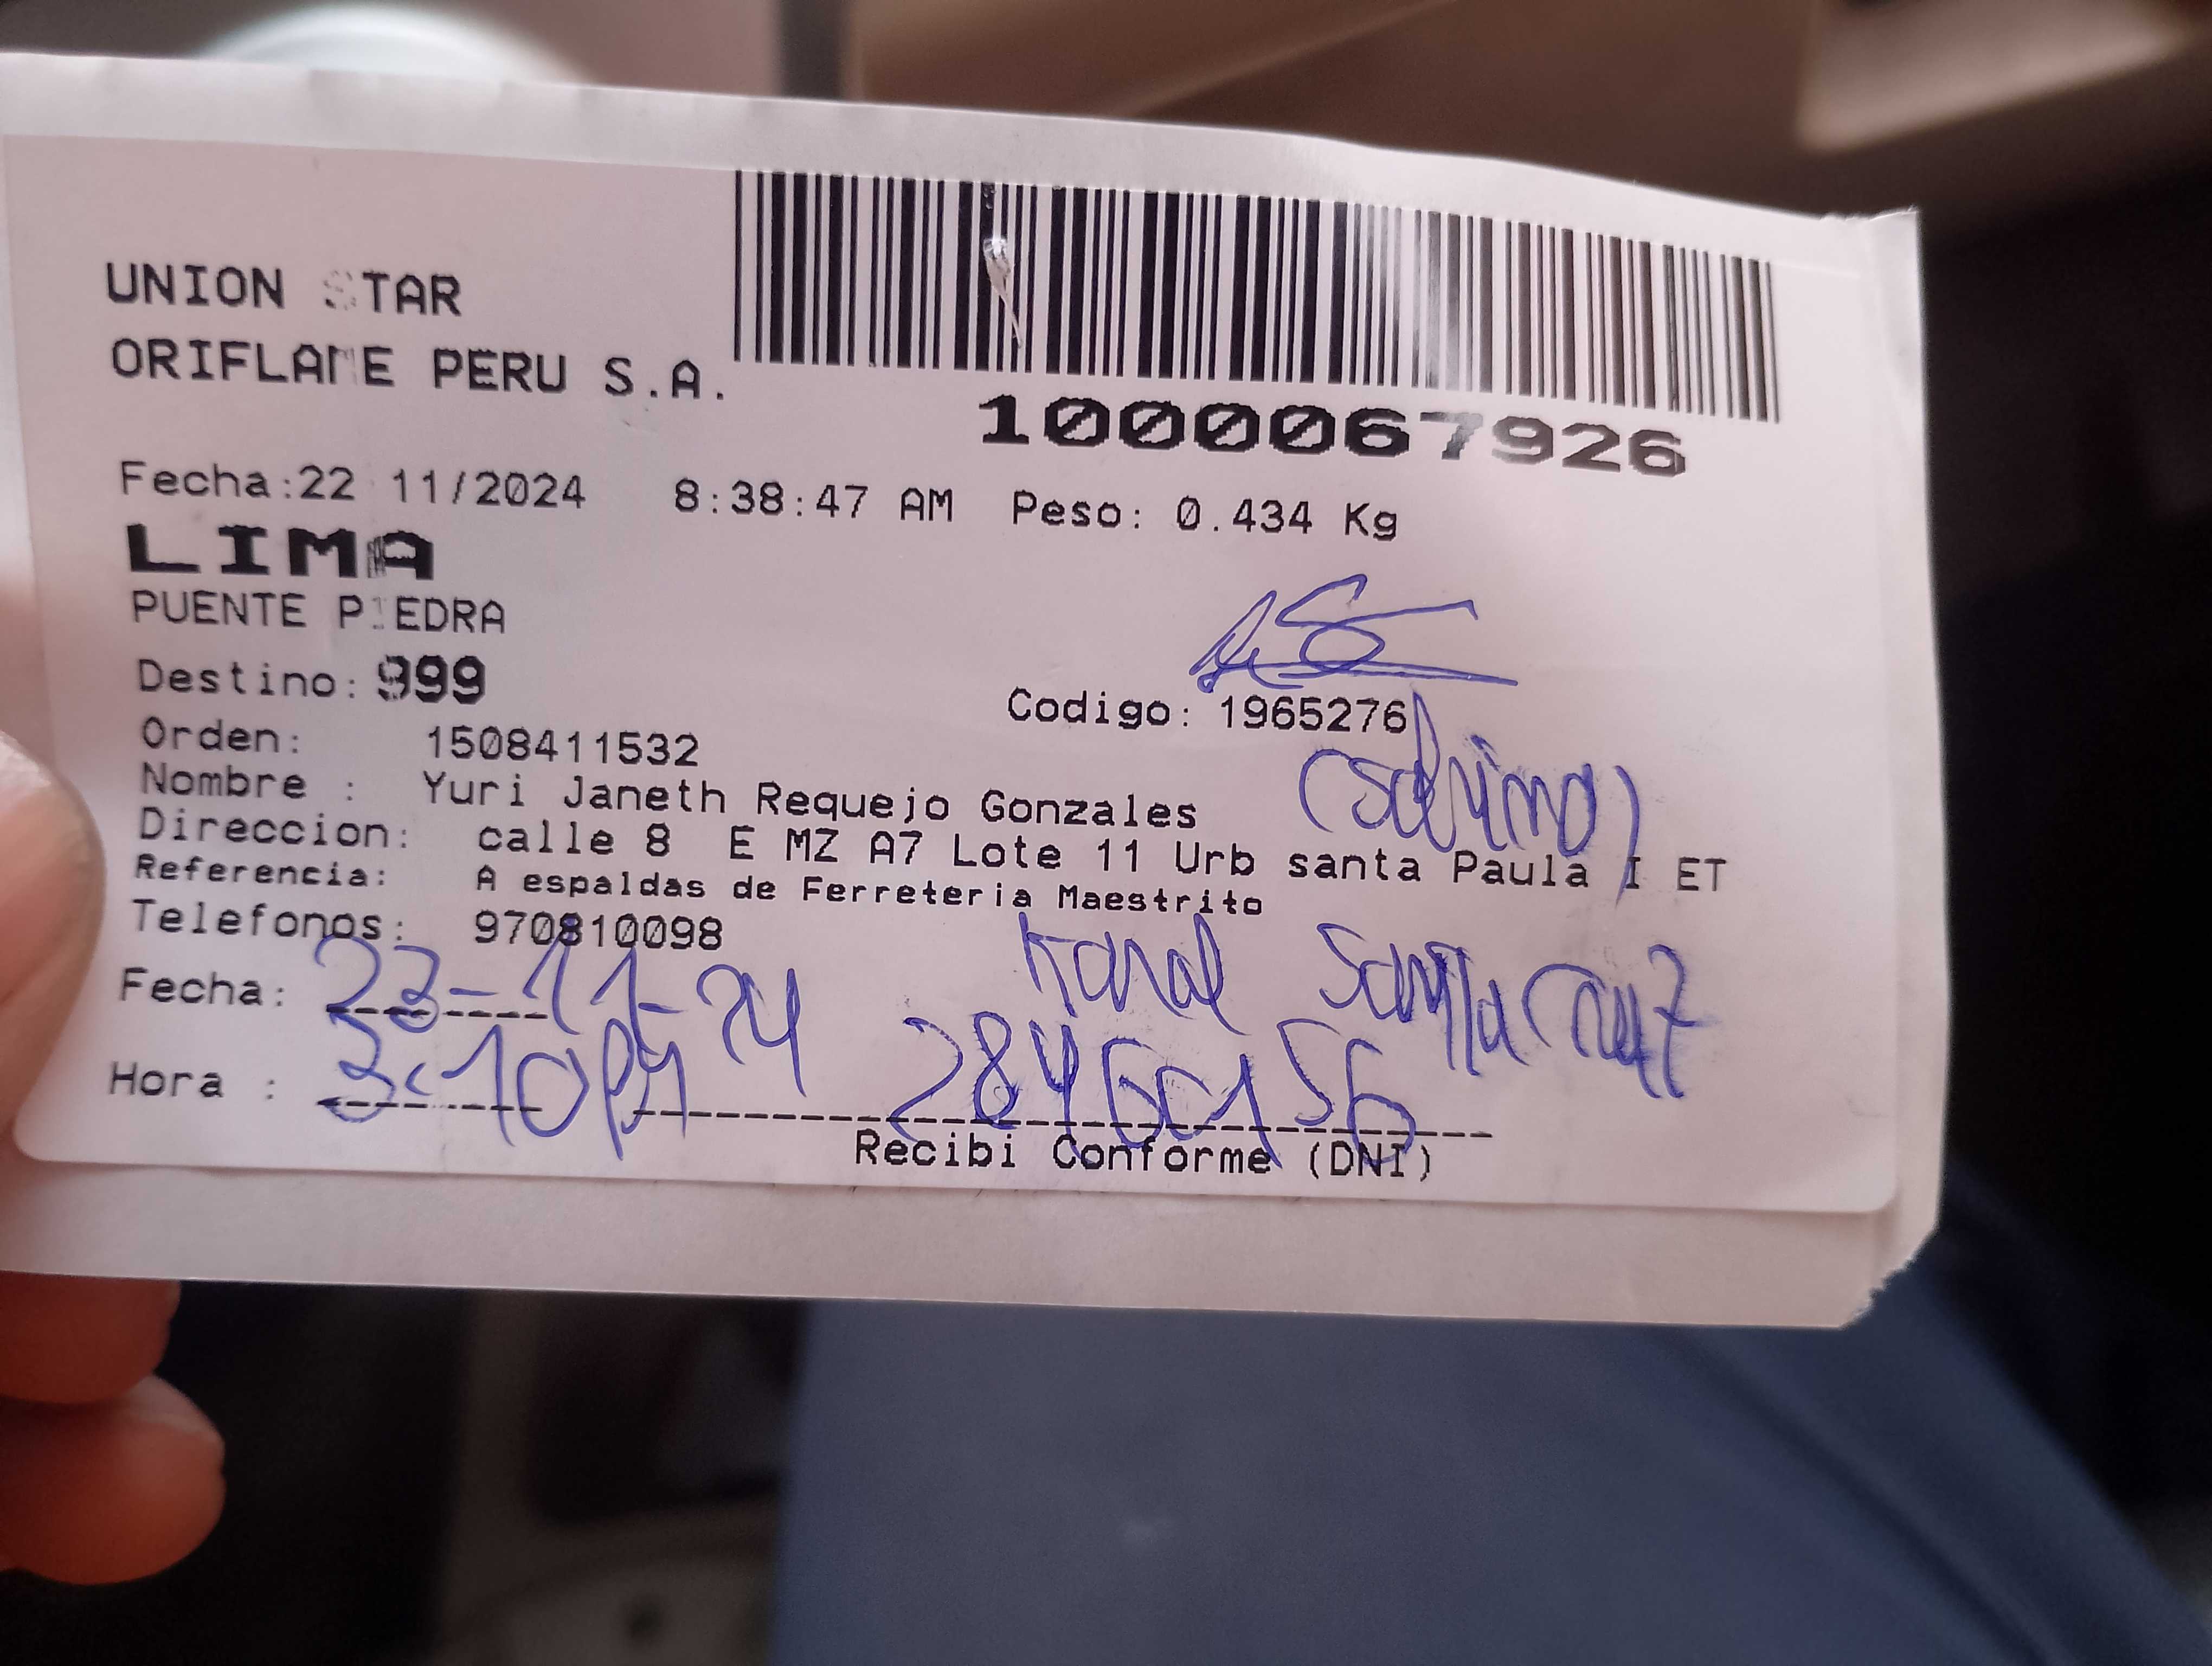 UNION STAR
ORIFLAME PERU S.A.
1000067926
Fecha:22 11/2024 8:38:47 AM Peso: 0.434 Kg
LIMA
PUENTE PIEDRA
Destino: 999
Codigo: 1965276
Orden: 1508411532
Nombre : Yuri Janeth Requejo Gonzales
Direccion: calle 8 E MZ A7 Lote 11 Urb santa Paula I ET
Referencia: A espaldas de Ferreteria Maestrito
Telefonos: 970810098
Fecha: 23-11-24
Hora : 3:10 PM
Recibi Conforme (DNI)